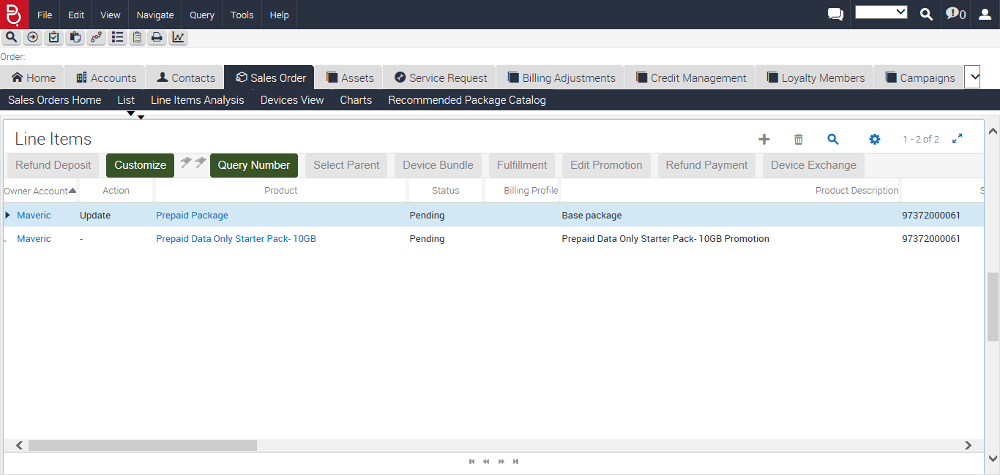 File Edit View Navigate Query Tools Help 0
Order:
Home Accounts Contacts Sales Order Assets Service Request Billing Adjustments Credit Management Loyalty Members Campaigns
Sales Orders Home List Line Items Analysis Devices View Charts Recommended Package Catalog
Line Items 1 - 2 of 2
Refund Deposit Customize Query Number Select Parent Device Bundle Fulfillment Edit Promotion Refund Payment Device Exchange
Owner Account Action Product Status Billing Profile Product Description S
Maveric Update Prepaid Package Pending Base package 97372000061
Maveric - Prepaid Data Only Starter Pack- 10GB Pending Prepaid Data Only Starter Pack- 10GB Promotion 97372000061